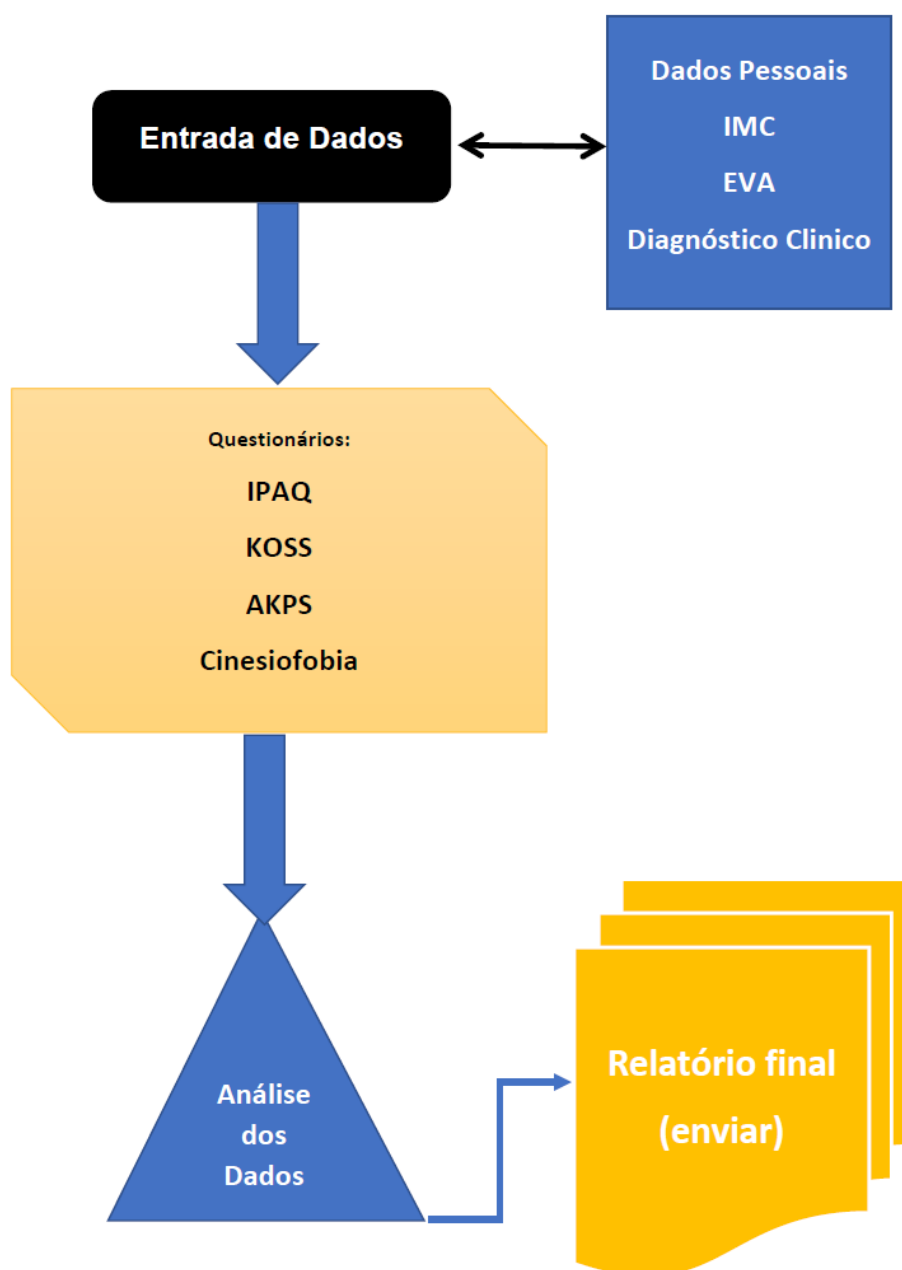 Entrada de Dados
Dados Pessoais
IMC
EVA
Diagnóstico Clinico
Questionários:
IPAQ
KOSS
AKPS
Cinesiofobia
Análise
dos
Dados
Relatório final
(enviar)